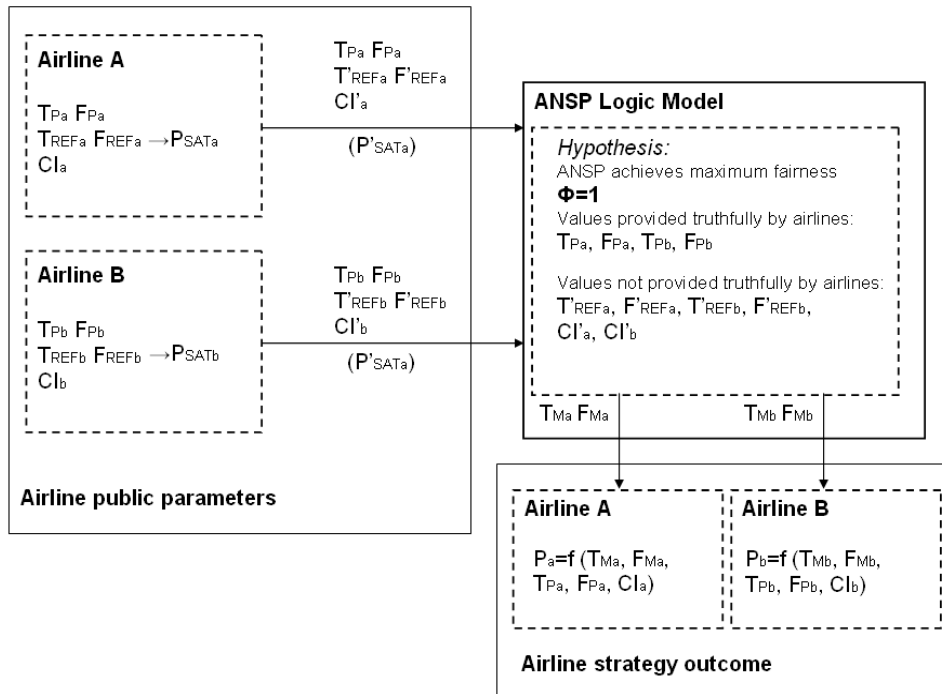 Airline A
TPa FPa
TREFa FREFa →PSATa
CIa
TPa FPa
T'REFa F'REFa
CI'a
(P'SATa)
Airline B
TPb FPb
TREFb FREFb →PSATb
CIb
TPb FPb
T'REFb F'REFb
CI'b
(P'SATa)
Airline public parameters
ANSP Logic Model
Hypothesis:
ANSP achieves maximum fairness
Φ=1
Values provided truthfully by airlines:
TPa, FPa, TPb, FPb
Values not provided truthfully by airlines:
T'REFa, F'REFa, T'REFb, F'REFb,
CI'a, CI'b
TMa FMa
TMb FMb
Airline A
Pa=f (TMa, FMa,
TPa, FPa, CIa)
Airline B
Pb=f (TMb, FMb,
TPb, FPb, CIb)
Airline strategy outcome